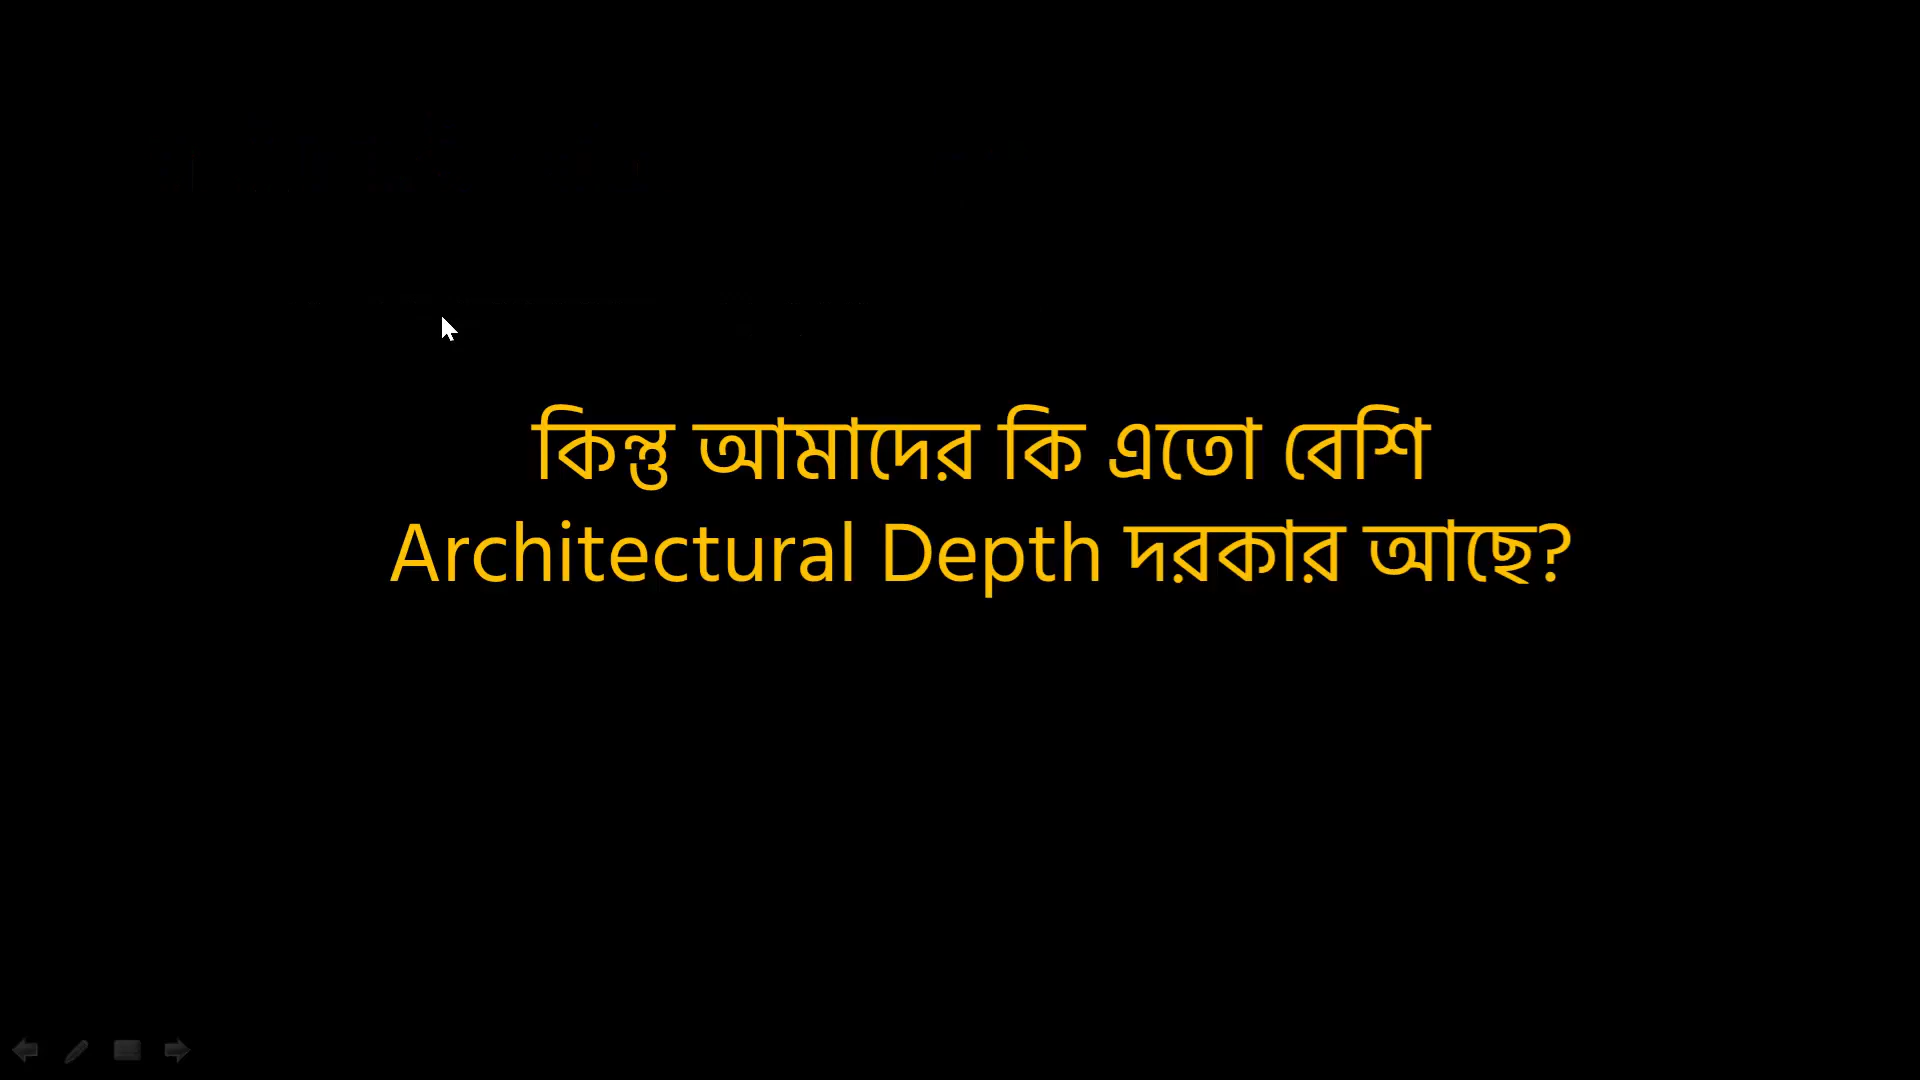 কিন্তু আমাদের কি এতো বেশি
Architectural Depth দরকার আছে?